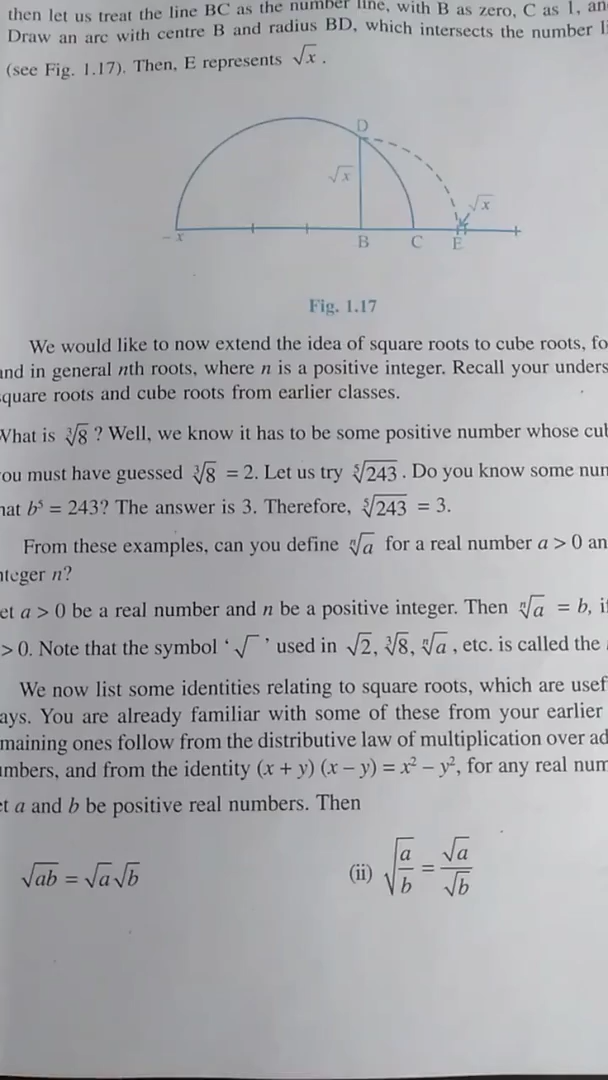 then let us treat the line BC as the number line, with B as zero, C as 1, an
Draw an arc with centre B and radius BD, which intersects the number li
(see Fig. 1.17). Then, E represents √x .
D
√x
√x
– x
B C E
Fig. 1.17
We would like to now extend the idea of square roots to cube roots, fo
and in general nth roots, where n is a positive integer. Recall your unders
square roots and cube roots from earlier classes.
What is ∛8 ? Well, we know it has to be some positive number whose cub
you must have guessed ∛8 = 2. Let us try ⁵√243 . Do you know some num
hat b⁵ = 243? The answer is 3. Therefore, ⁵√243 = 3.
From these examples, can you define ⁿ√a for a real number a > 0 an
nteger n?
et a > 0 be a real number and n be a positive integer. Then ⁿ√a = b, if
> 0. Note that the symbol ‘ √ ’ used in √2, ∛8, ⁿ√a , etc. is called the
We now list some identities relating to square roots, which are usef
ays. You are already familiar with some of these from your earlier
maining ones follow from the distributive law of multiplication over ad
umbers, and from the identity (x + y) (x – y) = x² – y², for any real num
et a and b be positive real numbers. Then
√ab = √a√b (ii) √(a/b) = √a/√b